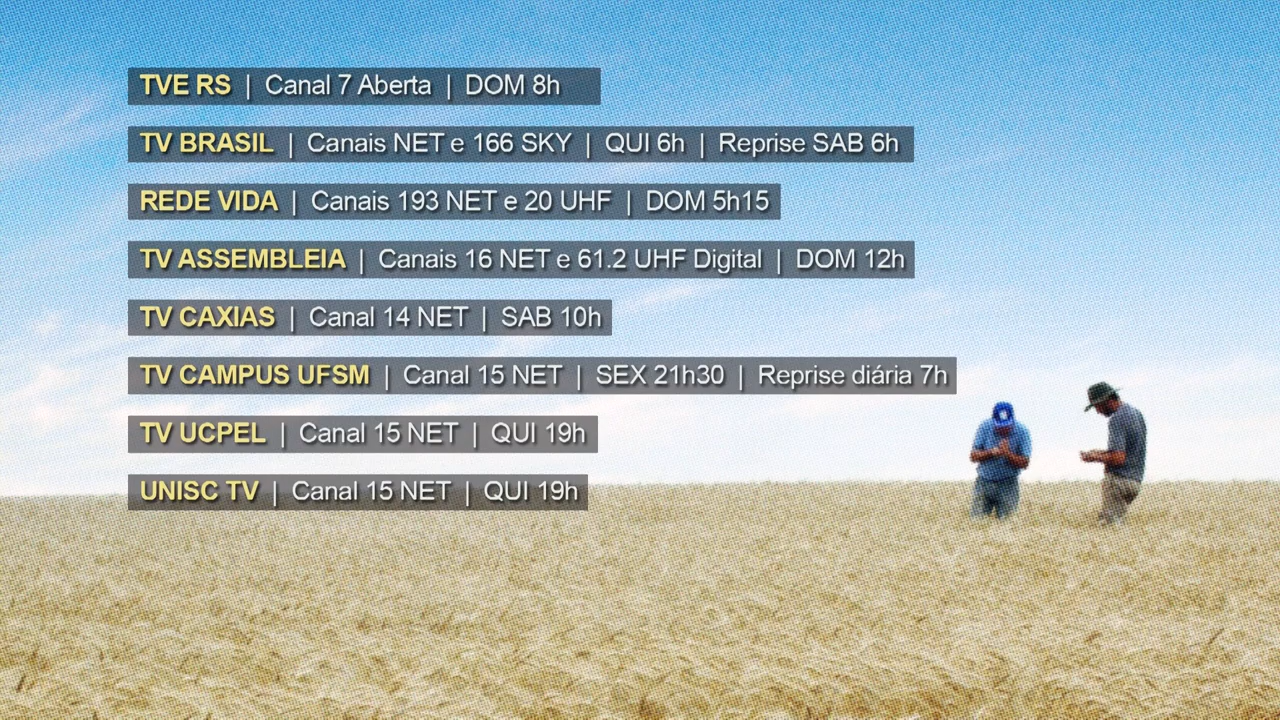 TVE RS | Canal 7 Aberta | DOM 8h
TV BRASIL | Canais NET e 166 SKY | QUI 6h | Reprise SAB 6h
REDE VIDA | Canais 193 NET e 20 UHF | DOM 5h15
TV ASSEMBLEIA | Canais 16 NET e 61.2 UHF Digital | DOM 12h
TV CAXIAS | Canal 14 NET | SAB 10h
TV CAMPUS UFSM | Canal 15 NET | SEX 21h30 | Reprise diária 7h
TV UCPEL | Canal 15 NET | QUI 19h
UNISC TV | Canal 15 NET | QUI 19h